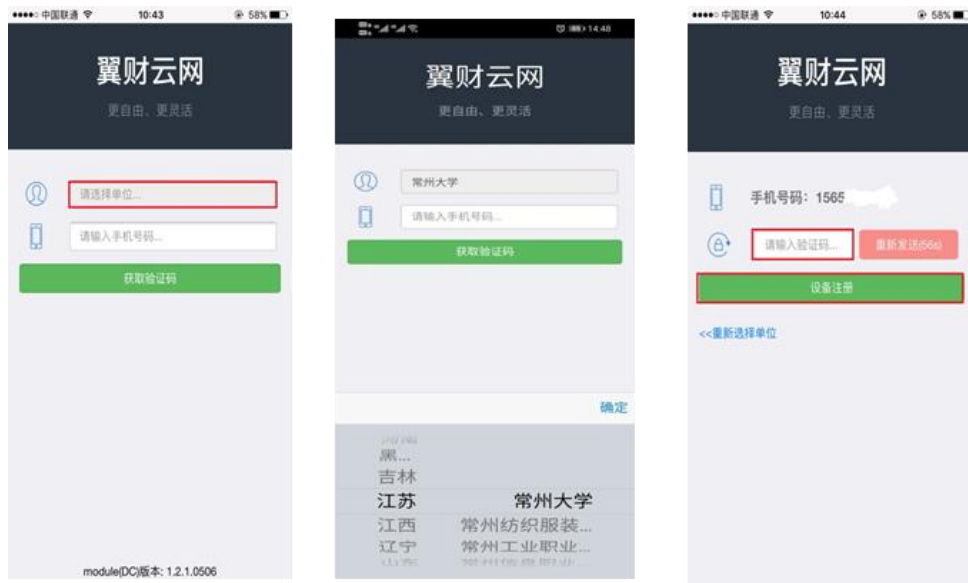 中国联通 10:43 58%
翼财云网
更自由、更灵活
请选择单位...
请输入手机号码...
获取验证码
module(DC)版本: 1.2.1.0506
14:48
翼财云网
更自由、更灵活
常州大学
请输入手机号码...
获取验证码
确定
黑...
吉林
江苏 常州大学
江西 常州纺织服装...
辽宁 常州工业职业...
中国联通 10:44 58%
翼财云网
更自由、更灵活
手机号码: 1565
请输入验证码... 重新发送(56s)
设备注册
<<重新选择单位